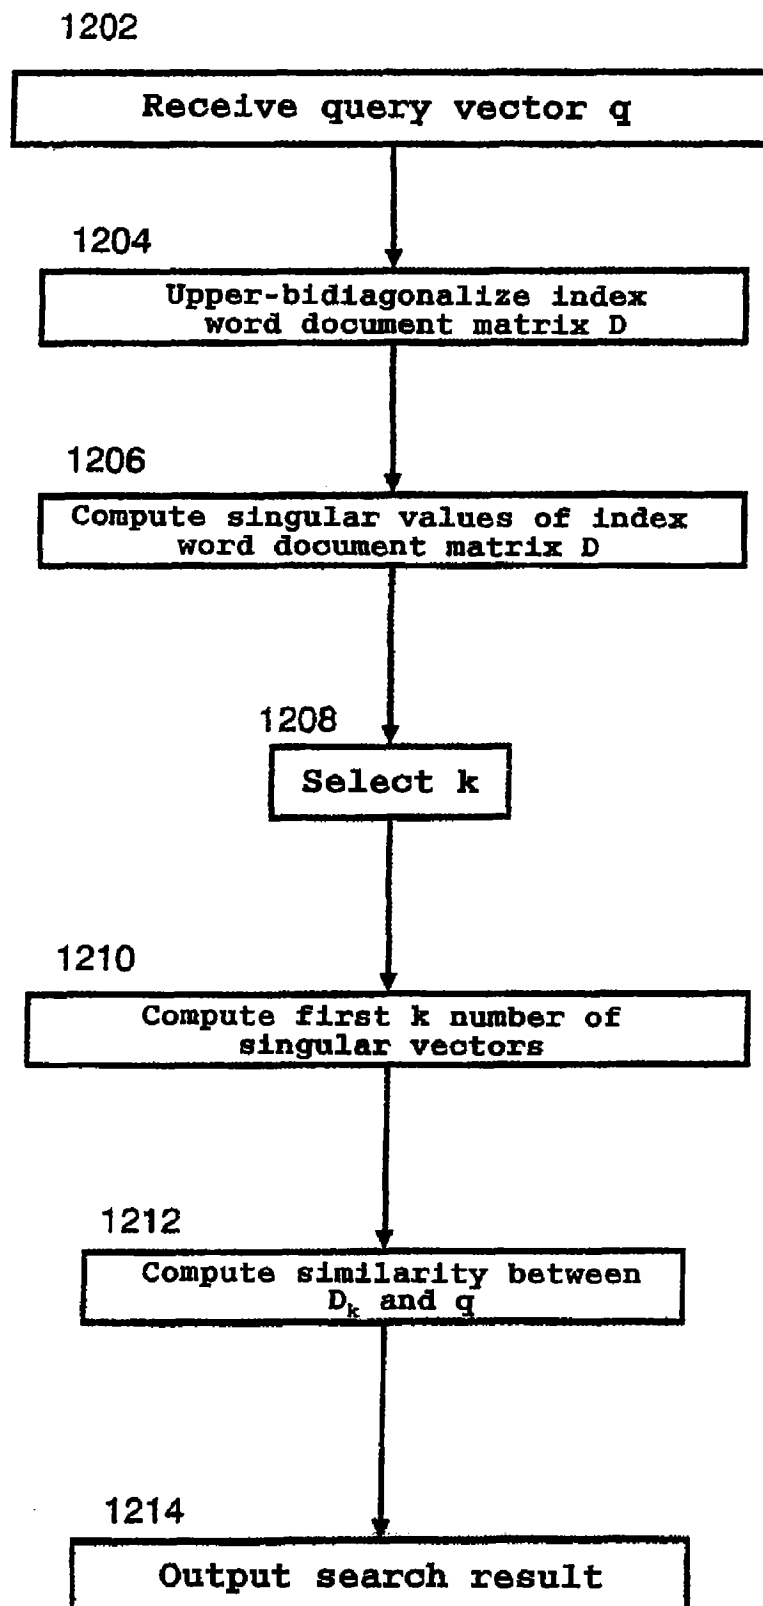 1202
Receive query vector q
1204
Upper-bidiagonalize index
word document matrix D
1206
Compute singular values of index
word document matrix D
1208
Select k
1210
Compute first k number of
singular vectors
1212
Compute similarity between
Dₖ and q
1214
Output search result